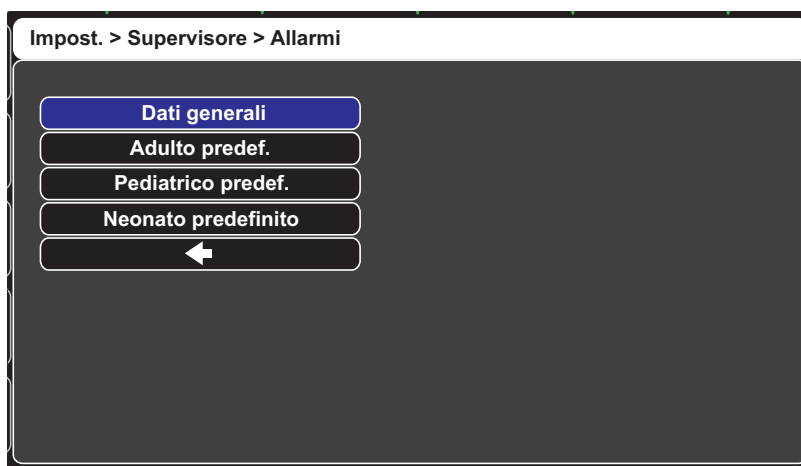 Impost. > Supervisore > Allarmi
Dati generali
Adulto predef.
Pediatrico predef.
Neonato predefinito